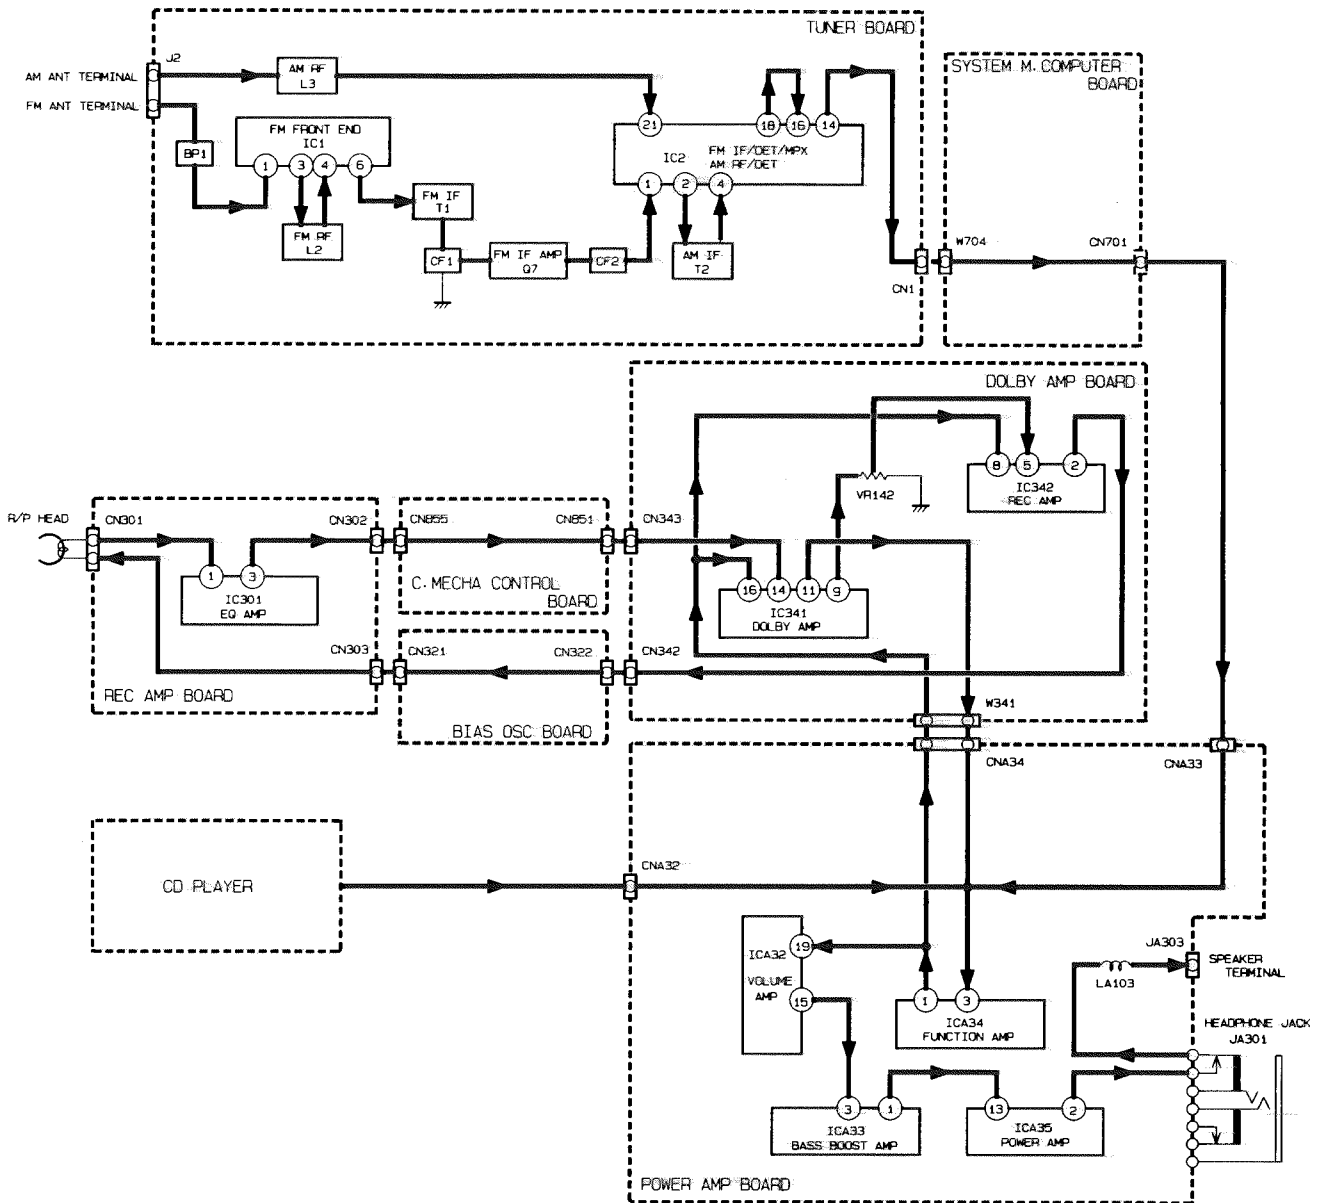 TUNER BOARD
J2
AM ANT TERMINAL
FM ANT TERMINAL
AM RF
L3
BP1
FM FRONT END
IC1
1
3
4
6
FM RF
L2
FM IF
T1
CF1
FM IF AMP
Q7
CF2
21
18
16
14
IC2
FM IF/DET/MPX
AM RF/DET
1
2
4
AM IF
T2
CN1
SYSTEM M. COMPUTER
BOARD
W704
CN701
DOLBY AMP BOARD
8
5
2
IC342
REC AMP
VR142
R/P HEAD
CN301
CN302
1
3
IC301
EQ AMP
CN303
REC AMP BOARD
CN855
CN851
C. MECHA CONTROL
BOARD
CN321
CN322
BIAS OSC BOARD
CN343
16
14
11
9
IC341
DOLBY AMP
CN342
W341
CNA34
CNA33
CD PLAYER
CNA32
19
ICA32
VOLUME
AMP
15
1
3
ICA34
FUNCTION AMP
JA303
SPEAKER
TERMINAL
LA103
HEADPHONE JACK
JA301
3
1
ICA33
BASS BOOST AMP
13
2
ICA35
POWER AMP
POWER AMP BOARD